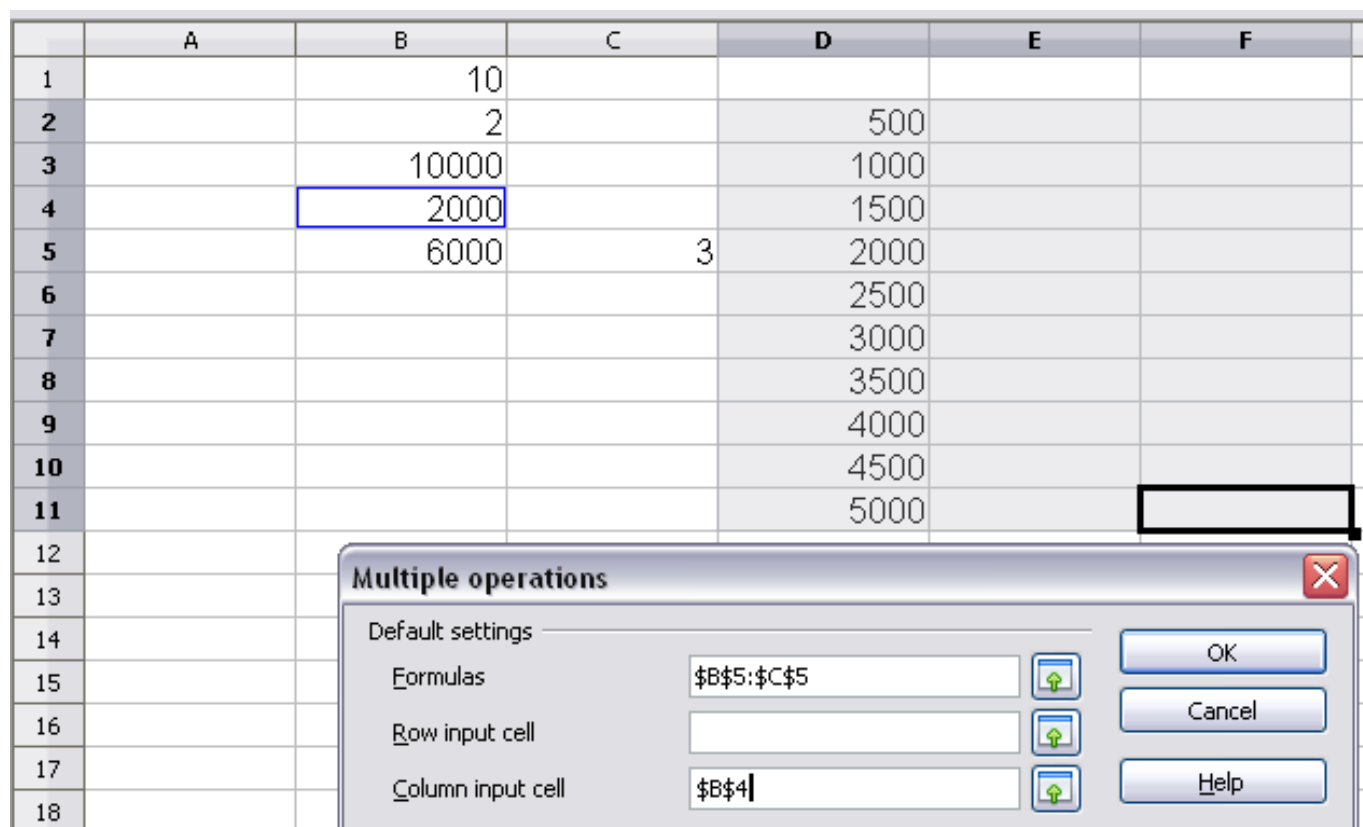 A B C D E F
1 10
2 2 500
3 10000 1000
4 2000 1500
5 6000 3 2000
6 2500
7 3000
8 3500
9 4000
10 4500
11 5000
12
13
14
15
16
17
18
Multiple operations
Default settings
Formulas $B$5:$C$5
Row input cell
Column input cell $B$4
OK
Cancel
Help